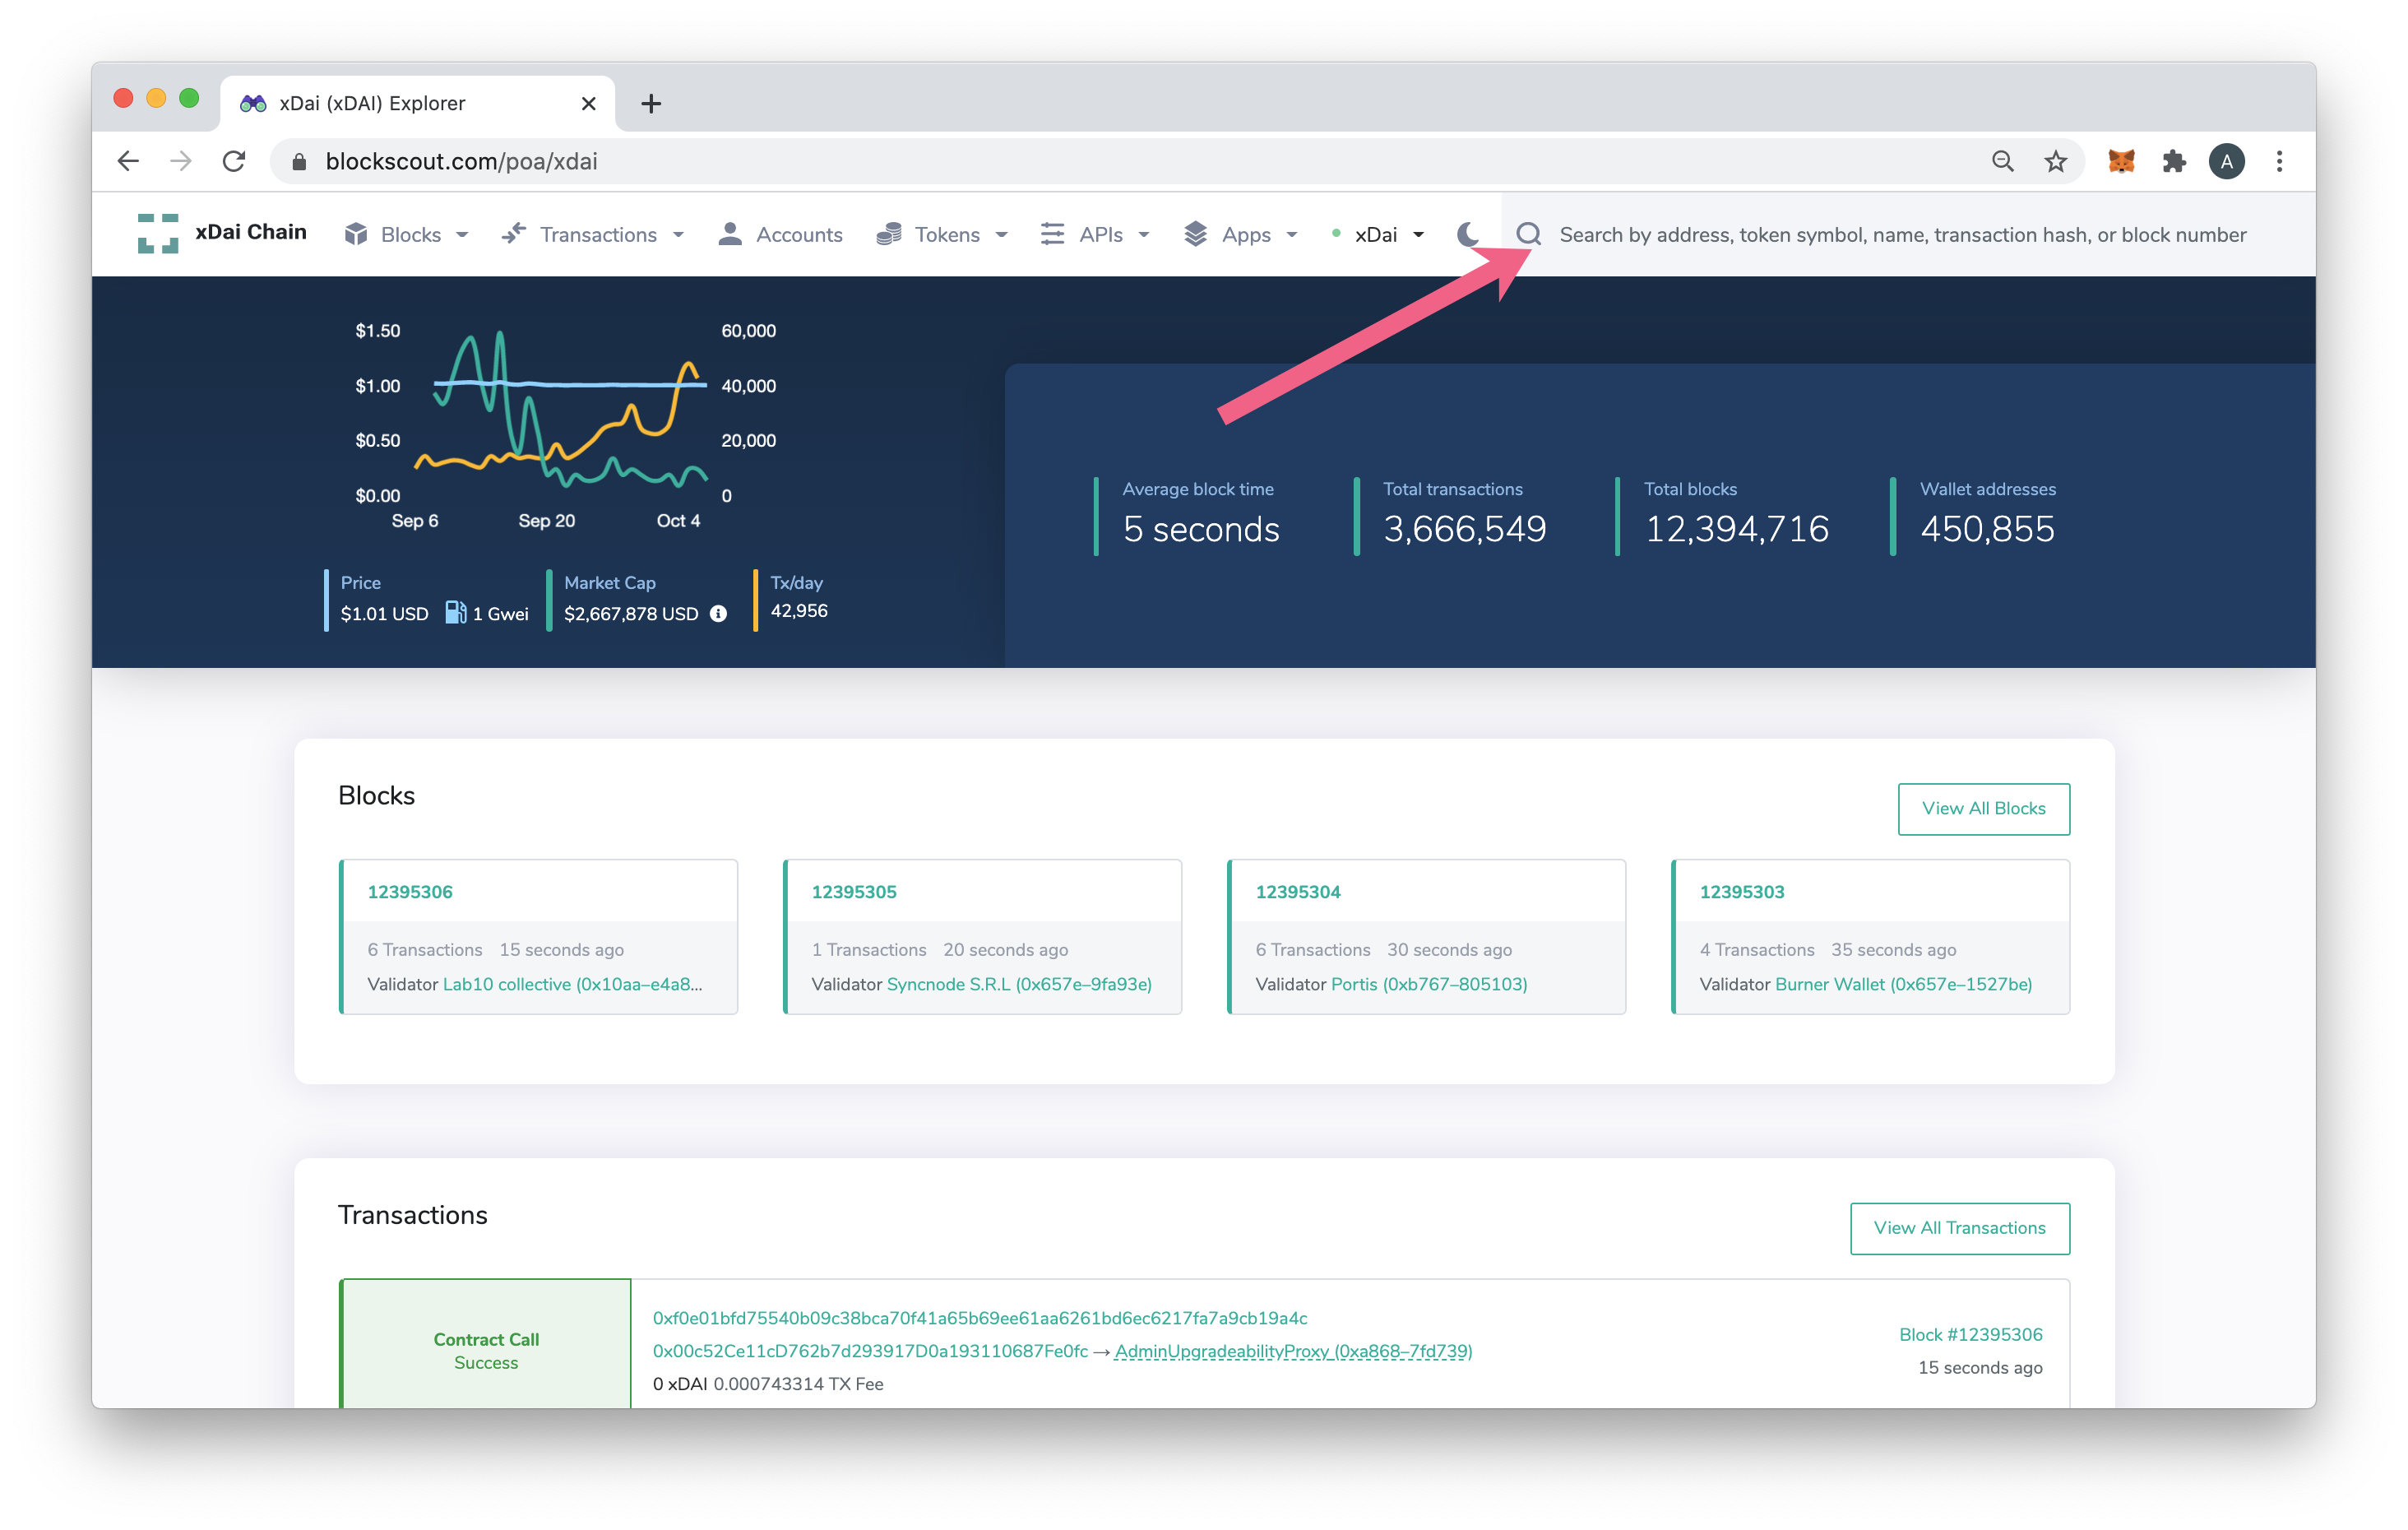 xDai (xDAI) Explorer
blockscout.com/poa/xdai
A
xDai Chain
Blocks
Transactions
Accounts
Tokens
APIs
Apps
xDai
Search by address, token symbol, name, transaction hash, or block number
$1.50
60,000
$1.00
40,000
$0.50
20,000
$0.00
0
Sep 6
Sep 20
Oct 4
Price
$1.01 USD
1 Gwei
Market Cap
$2,667,878 USD
Tx/day
42,956
Average block time
5 seconds
Total transactions
3,666,549
Total blocks
12,394,716
Wallet addresses
450,855
Blocks
View All Blocks
12395306
6 Transactions 15 seconds ago
Validator Lab10 collective (0x10aa–e4a8...
12395305
1 Transactions 20 seconds ago
Validator Syncnode S.R.L (0x657e–9fa93e)
12395304
6 Transactions 30 seconds ago
Validator Portis (0xb767–805103)
12395303
4 Transactions 35 seconds ago
Validator Burner Wallet (0x657e–1527be)
Transactions
View All Transactions
Contract Call
Success
0xf0e01bfd75540b09c38bca70f41a65b69ee61aa6261bd6ec6217fa7a9cb19a4c
0x00c52Ce11cD762b7d293917D0a193110687Fe0fc → AdminUpgradeabilityProxy (0xa868–7fd739)
0 xDAI 0.000743314 TX Fee
Block #12395306
15 seconds ago